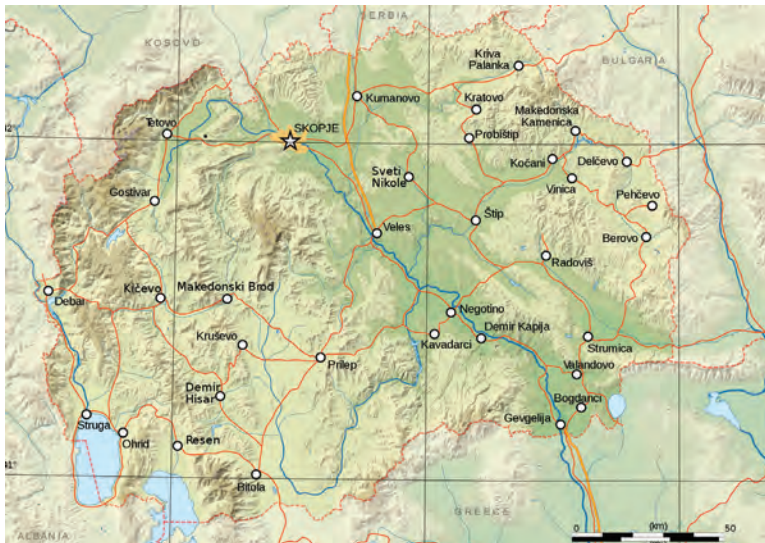 SERBIA
KOSOVO
BULGARIA
Kriva
Palanka
Kumanovo
Kratovo
Makedonska
Kamenica
Tetovo
SKOPJE
Probištip
Kočani
Delčevo
Sveti
Nikole
Vinica
Pehčevo
Gostivar
Štip
Veles
Berovo
Radoviš
Debar
Kičevo
Makedonski Brod
Negotino
Kruševo
Demir Kapija
Kavadarci
Strumica
Prilep
Valandovo
Demir
Hisar
Bogdanci
Struga
Gevgelija
Ohrid
Resen
41°
Bitola
GREECE
ALBANIA
0
(km)
50